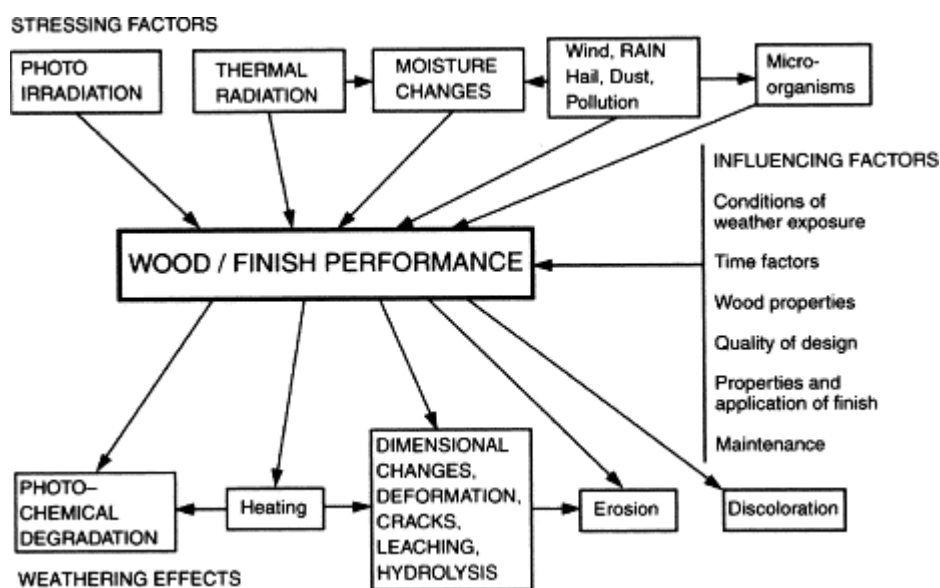 STRESSING FACTORS
PHOTO
IRRADIATION
THERMAL
RADIATION
MOISTURE
CHANGES
Wind, RAIN
Hail, Dust,
Pollution
Micro-
organisms
INFLUENCING FACTORS
Conditions of
weather exposure
Time factors
Wood properties
Quality of design
Properties and
application of finish
Maintenance
WOOD / FINISH PERFORMANCE
PHOTO–
CHEMICAL
DEGRADATION
Heating
DIMENSIONAL
CHANGES,
DEFORMATION,
CRACKS,
LEACHING,
HYDROLYSIS
Erosion
Discoloration
WEATHERING EFFECTS